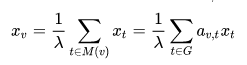 x_v = \frac{1}{\lambda} \sum_{t \in M(v)} x_t = \frac{1}{\lambda} \sum_{t \in G} a_{v,t} x_t